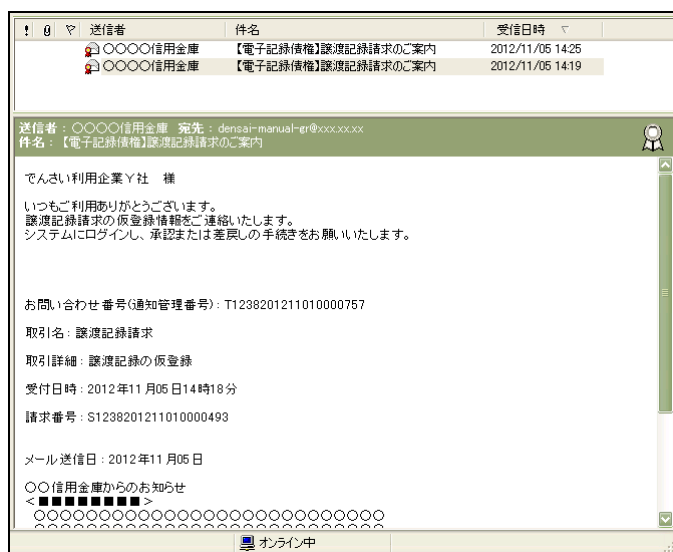 ! 送信者 件名 受信日時
○○○○信用金庫 【電子記録債権】譲渡記録請求のご案内 2012/11/05 14:25
○○○○信用金庫 【電子記録債権】譲渡記録請求のご案内 2012/11/05 14:19
送信者：○○○○信用金庫 宛先：densai-manual-gr@xxx.xx.xx
件名：【電子記録債権】譲渡記録請求のご案内
でんさい利用企業Y社　様
いつもご利用ありがとうございます。
譲渡記録請求の仮登録情報をご連絡いたします。
システムにログインし、承認または差戻しの手続きをお願いいたします。
お問い合わせ番号(通知管理番号)：T1238201211010000757
取引名：譲渡記録請求
取引詳細：譲渡記録の仮登録
受付日時：2012年11月05日14時18分
請求番号：S1238201211010000493
メール送信日：2012年11月05日
○○信用金庫からのお知らせ
＜■■■■■■■■＞
○○○○○○○○○○○○○○○○○○○○○○○○○○○
オンライン中